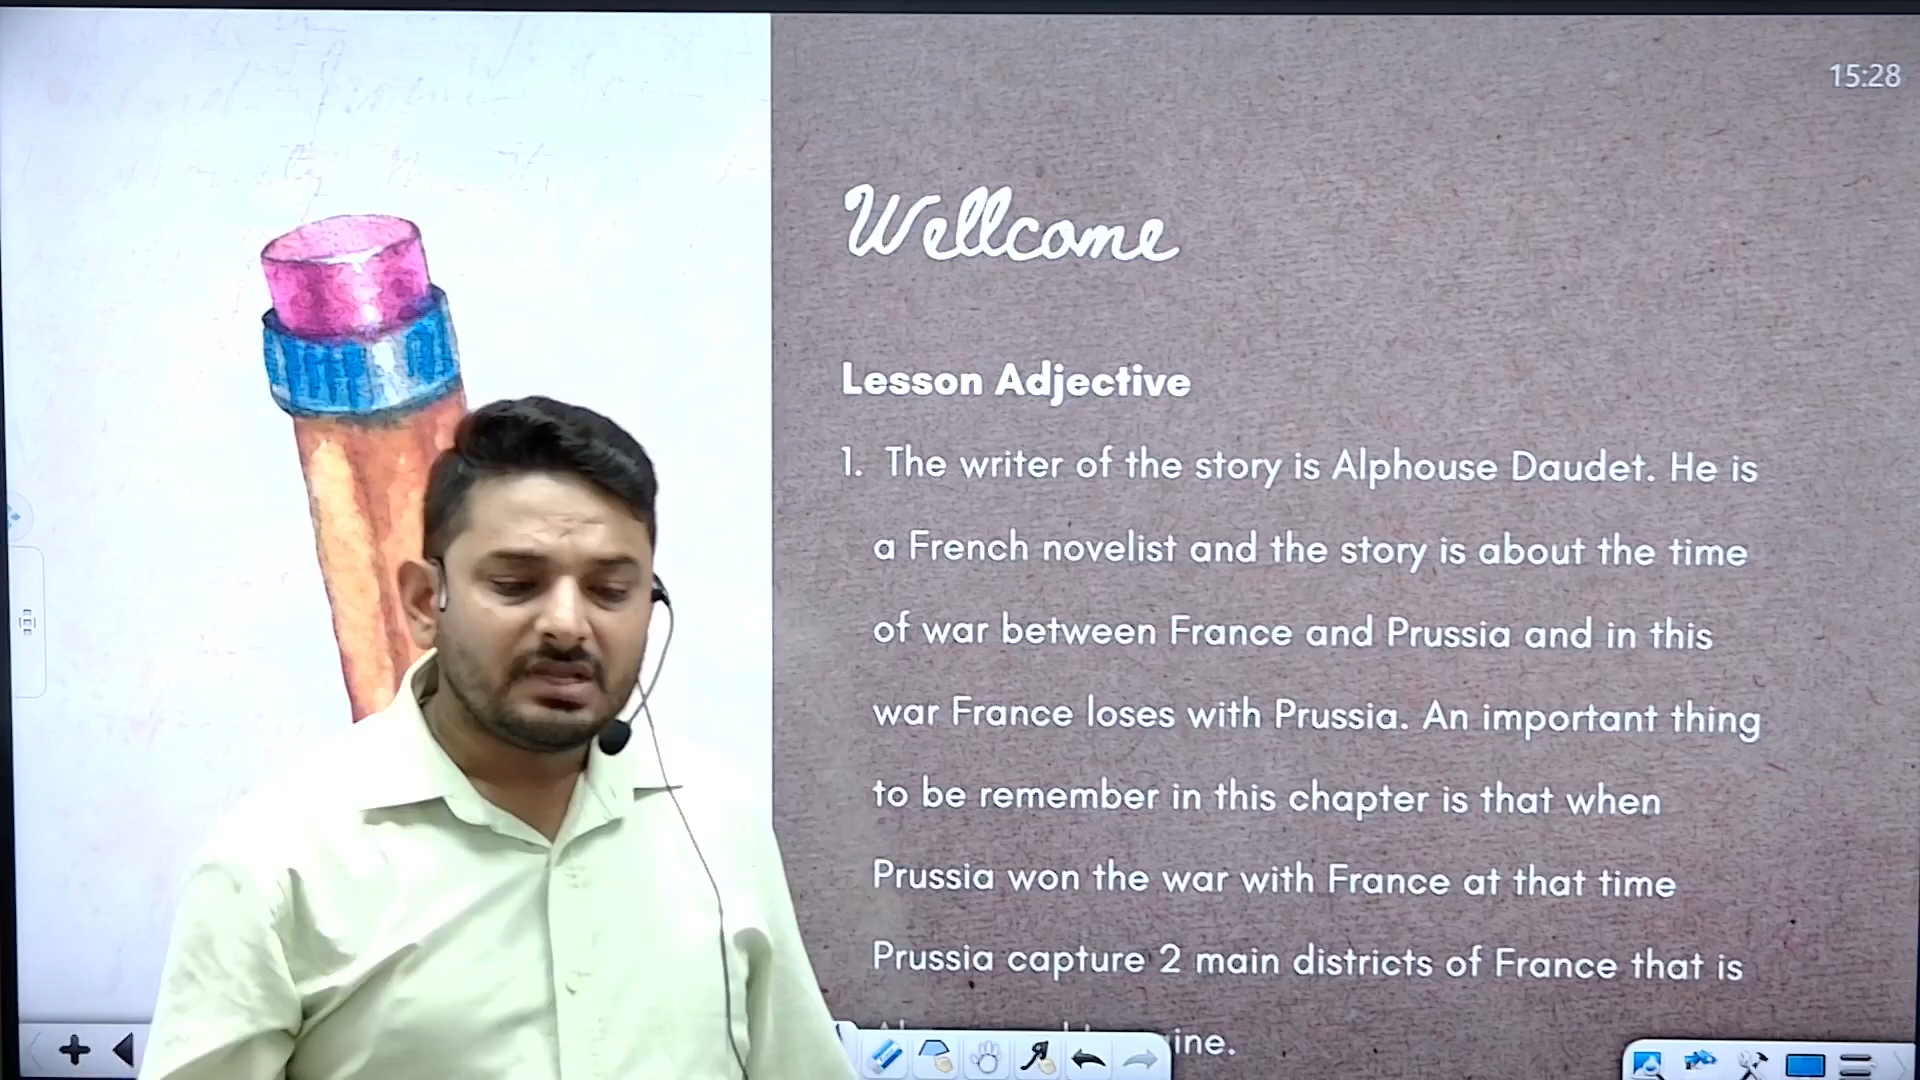 15:28
Wellcome
Lesson Adjective
1. The writer of the story is Alphouse Daudet. He is
a French novelist and the story is about the time
of war between France and Prussia and in this
war France loses with Prussia. An important thing
to be remember in this chapter is that when
Prussia won the war with France at that time
Prussia capture 2 main districts of France that is